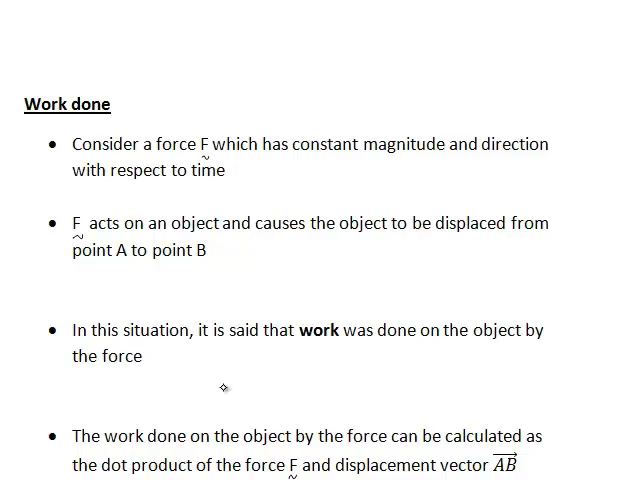 Work done
• Consider a force F̰ which has constant magnitude and direction
with respect to time
• F̰ acts on an object and causes the object to be displaced from
point A to point B
• In this situation, it is said that work was done on the object by
the force
• The work done on the object by the force can be calculated as
the dot product of the force F̰ and displacement vector \overrightarrow{AB}